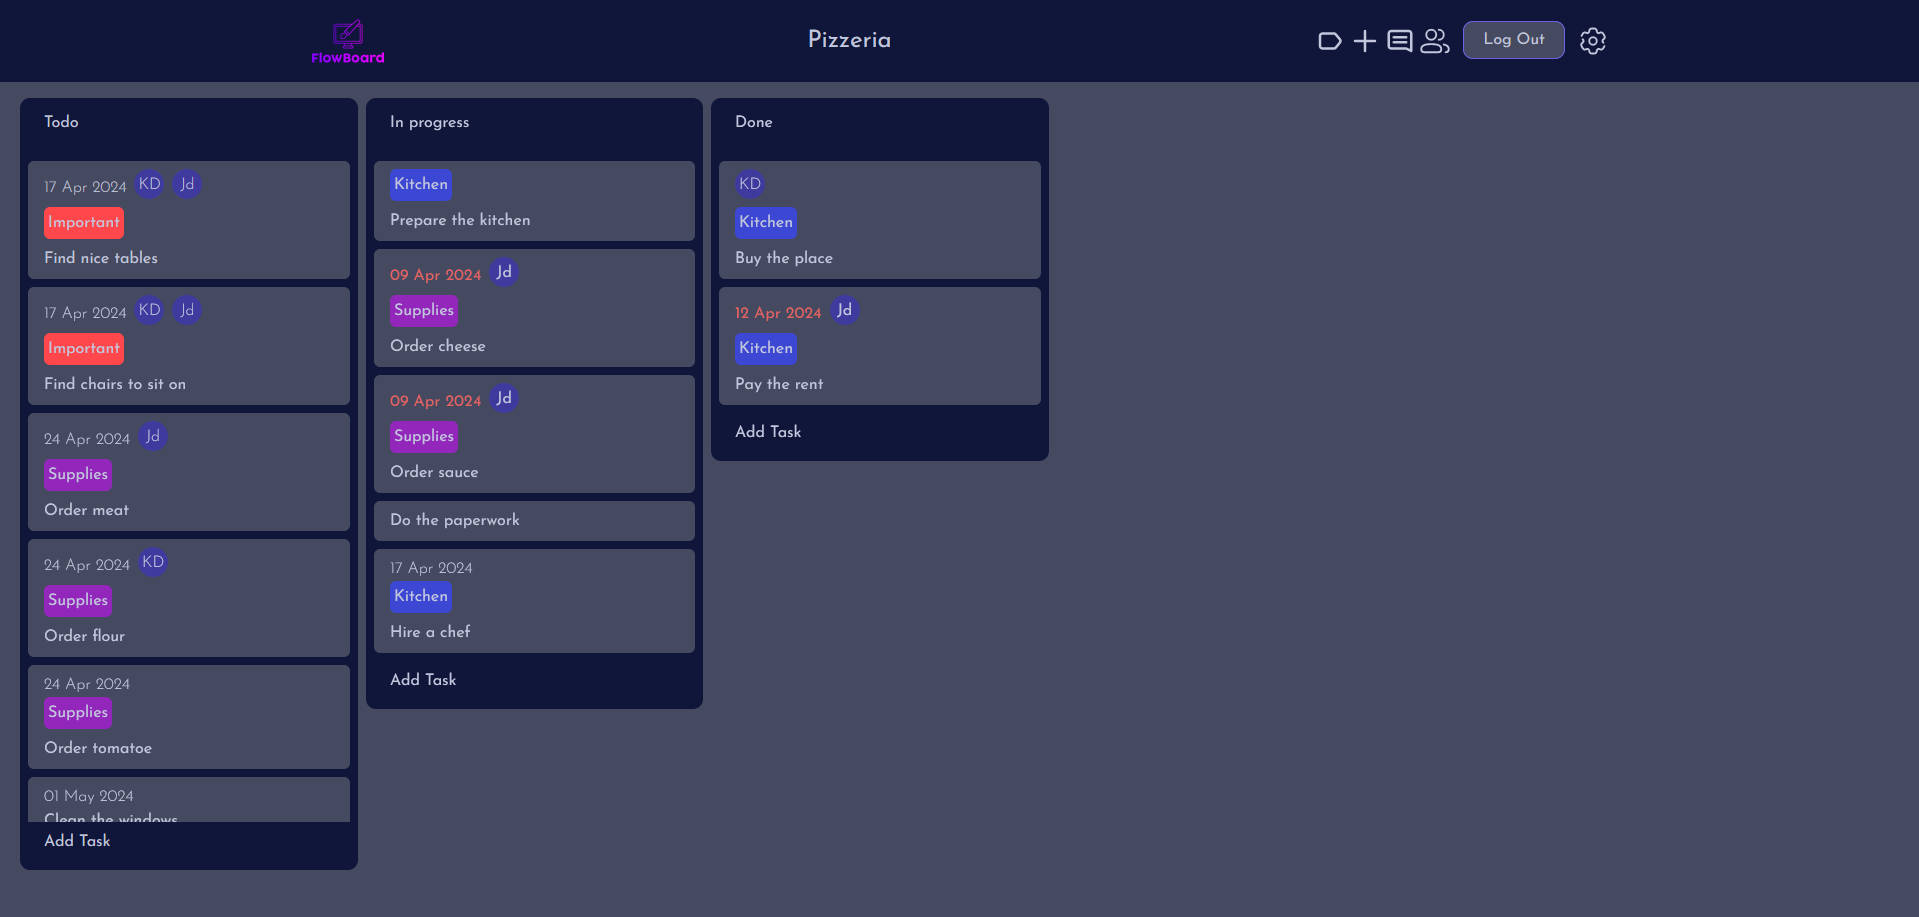 FlowBoard
Pizzeria
Log Out
Todo
17 Apr 2024 KD Jd
Important
Find nice tables
17 Apr 2024 KD Jd
Important
Find chairs to sit on
24 Apr 2024 Jd
Supplies
Order meat
24 Apr 2024 KD
Supplies
Order flour
24 Apr 2024
Supplies
Order tomatoe
01 May 2024
Clean the windows
Add Task
In progress
Kitchen
Prepare the kitchen
09 Apr 2024 Jd
Supplies
Order cheese
09 Apr 2024 Jd
Supplies
Order sauce
Do the paperwork
17 Apr 2024
Kitchen
Hire a chef
Add Task
Done
KD
Kitchen
Buy the place
12 Apr 2024 Jd
Kitchen
Pay the rent
Add Task